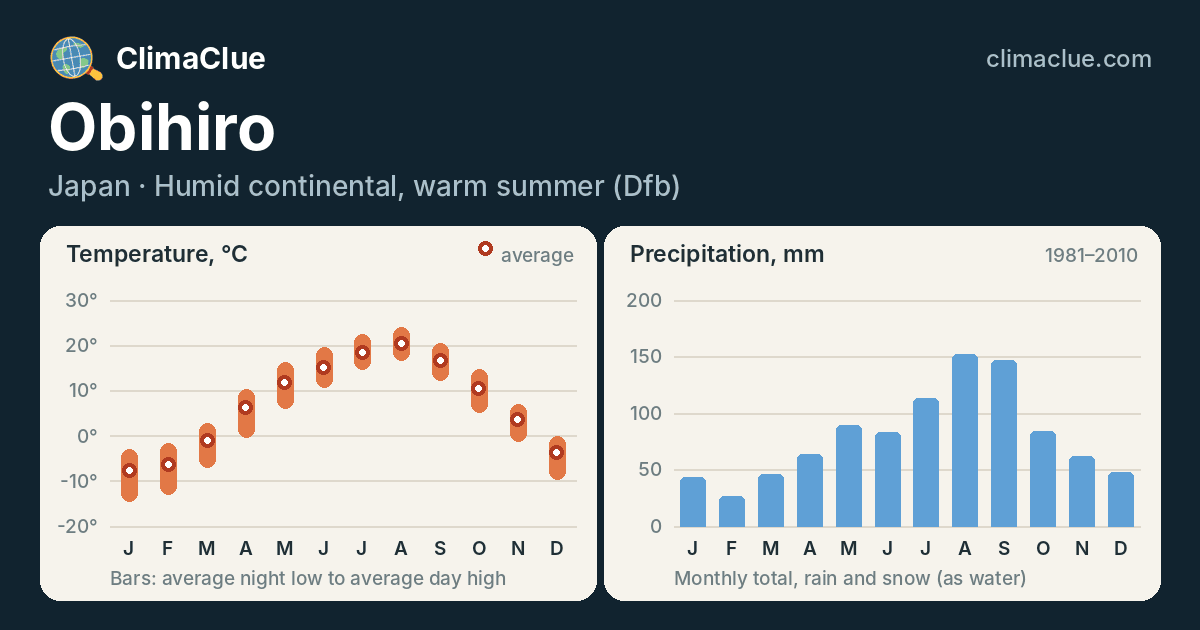 ClimaClue
climaclue.com
Obihiro
Japan · Humid continental, warm summer (Dfb)
Temperature, °C
average
30°
20°
10°
0°
-10°
-20°
J F M A M J J A S O N D
Bars: average night low to average day high
Precipitation, mm
1981–2010
200
150
100
50
0
J F M A M J J A S O N D
Monthly total, rain and snow (as water)